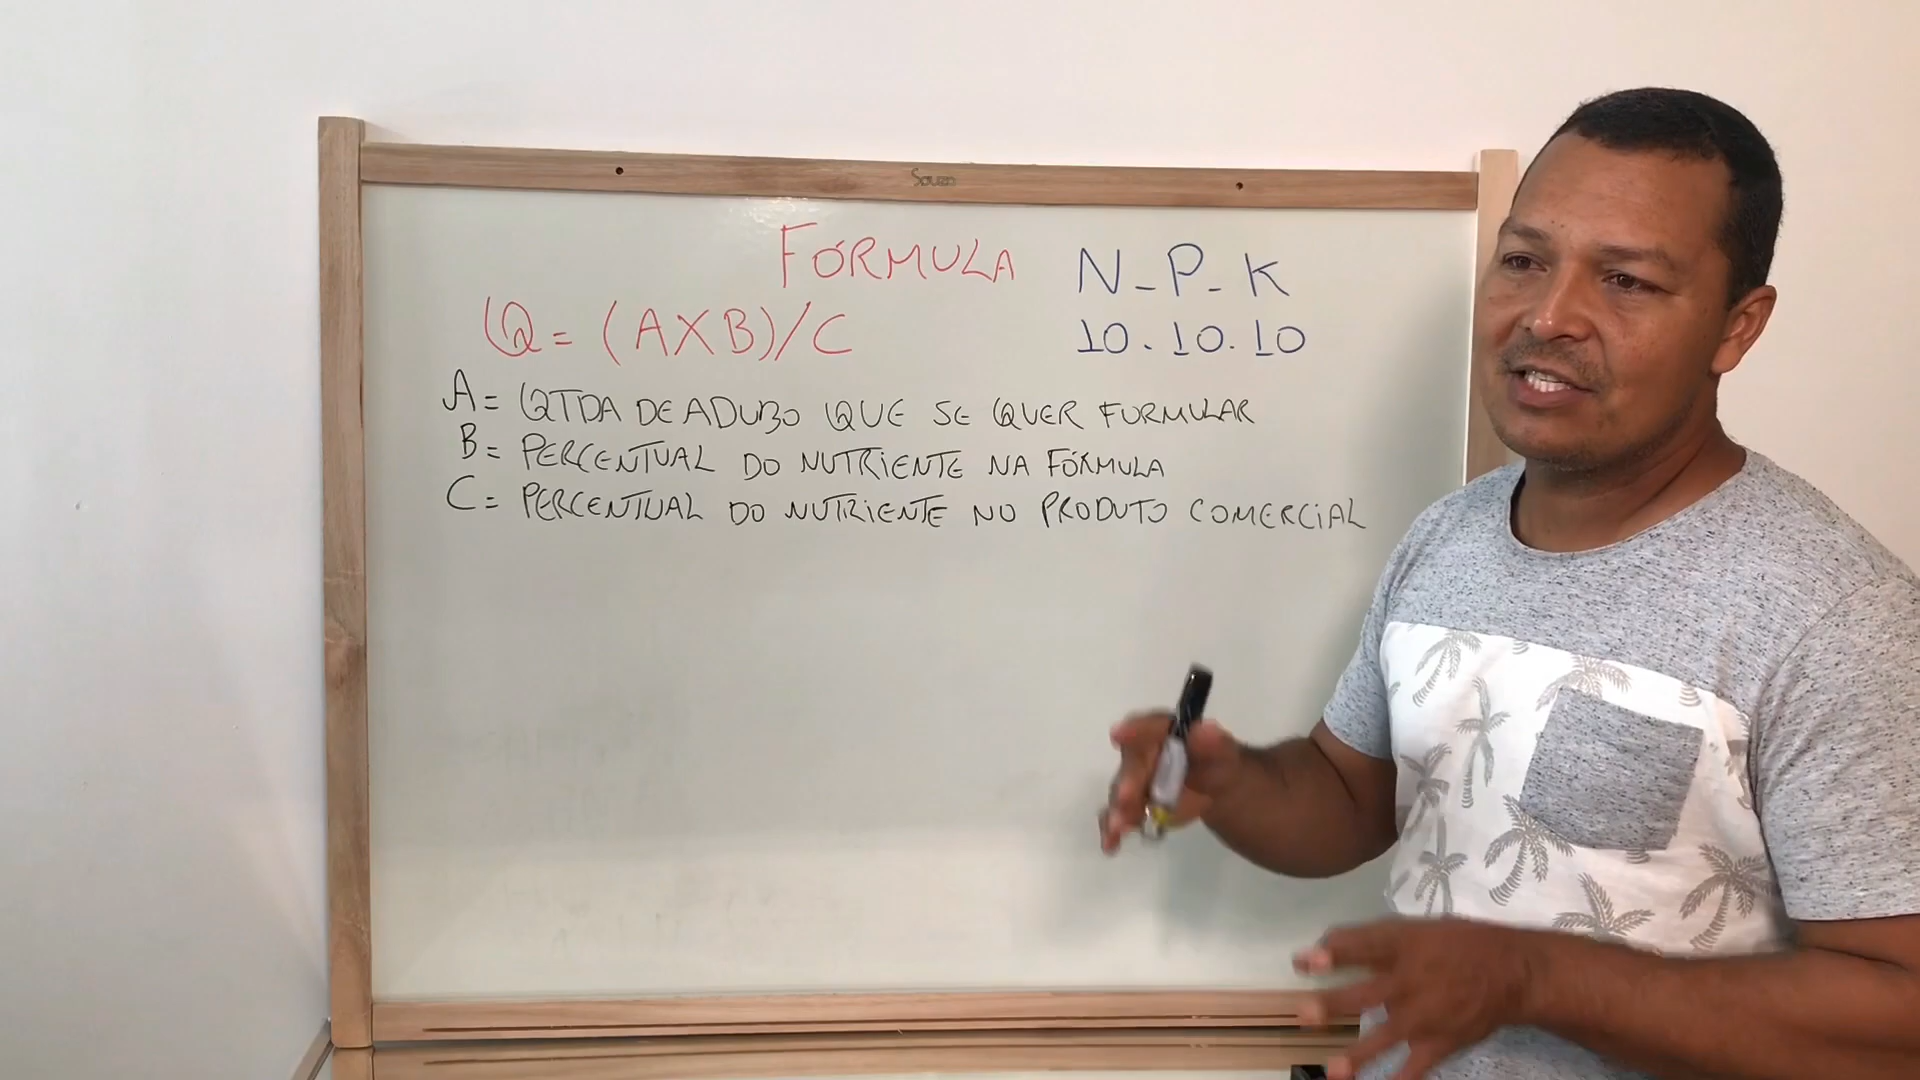 Souza
FÓRMULA
N-P-K
Q = (AXB)/C
10.10.10
A = QTDA DE ADUBO QUE SE QUER FORMULAR
B = PERCENTUAL DO NUTRIENTE NA FÓRMULA
C = PERCENTUAL DO NUTRIENTE NO PRODUTO COMERCIAL